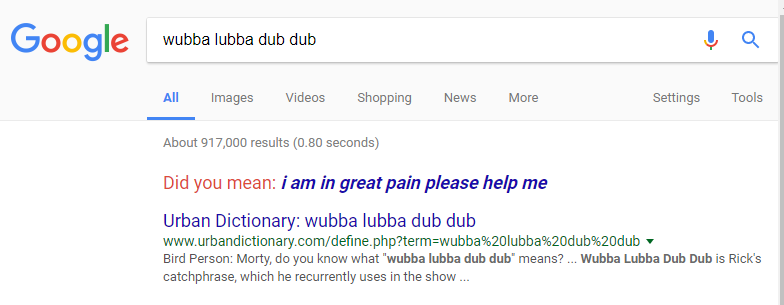 Google
wubba lubba dub dub
All Images Videos Shopping News More Settings Tools
About 917,000 results (0.80 seconds)
Did you mean: i am in great pain please help me
Urban Dictionary: wubba lubba dub dub
www.urbandictionary.com/define.php?term=wubba%20lubba%20dub%20dub
Bird Person: Morty, do you know what "wubba lubba dub dub" means? ... Wubba Lubba Dub Dub is Rick's
catchphrase, which he recurrently uses in the show ...